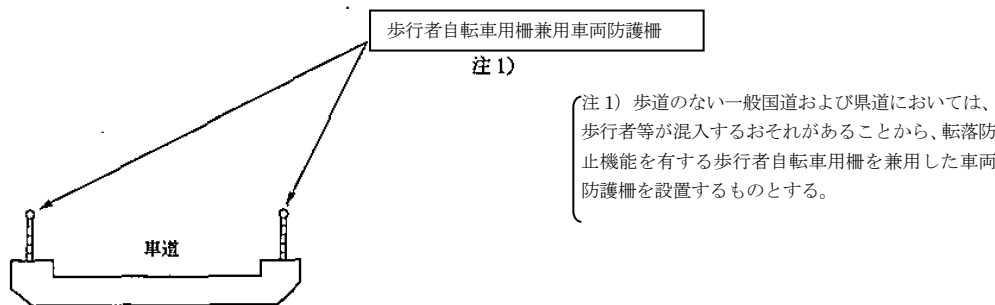 歩行者自転車用柵兼用車両防護柵
注1)
注1) 歩道のない一般国道および県道においては、
歩行者等が混入するおそれがあることから、転落防
止機能を有する歩行者自転車用柵を兼用した車両
防護柵を設置するものとする。
車道